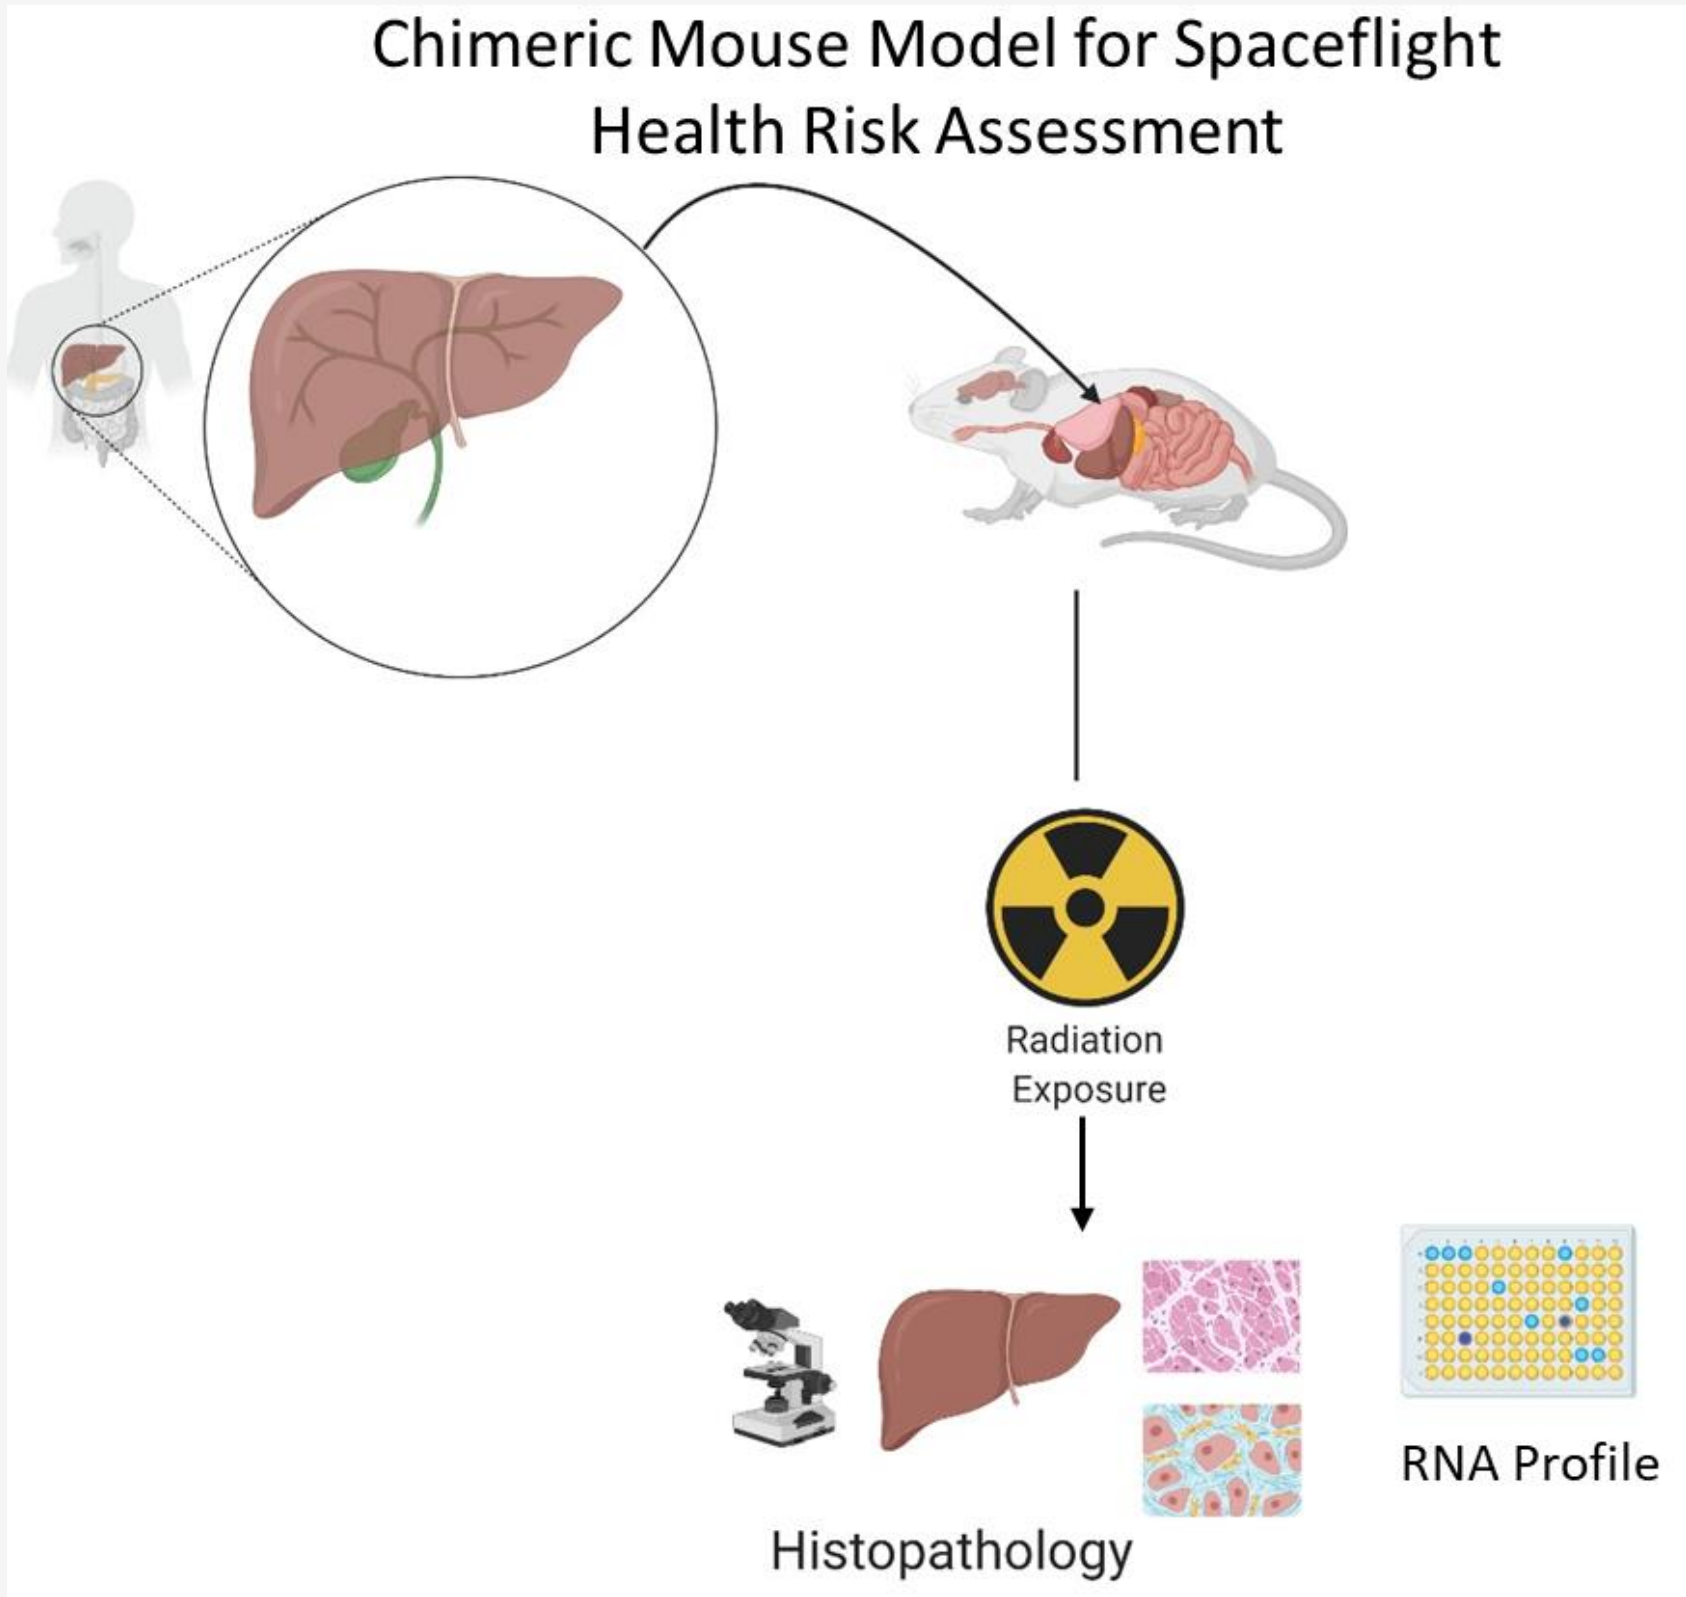 Chimeric Mouse Model for Spaceflight
Health Risk Assessment
Radiation
Exposure
RNA Profile
Histopathology